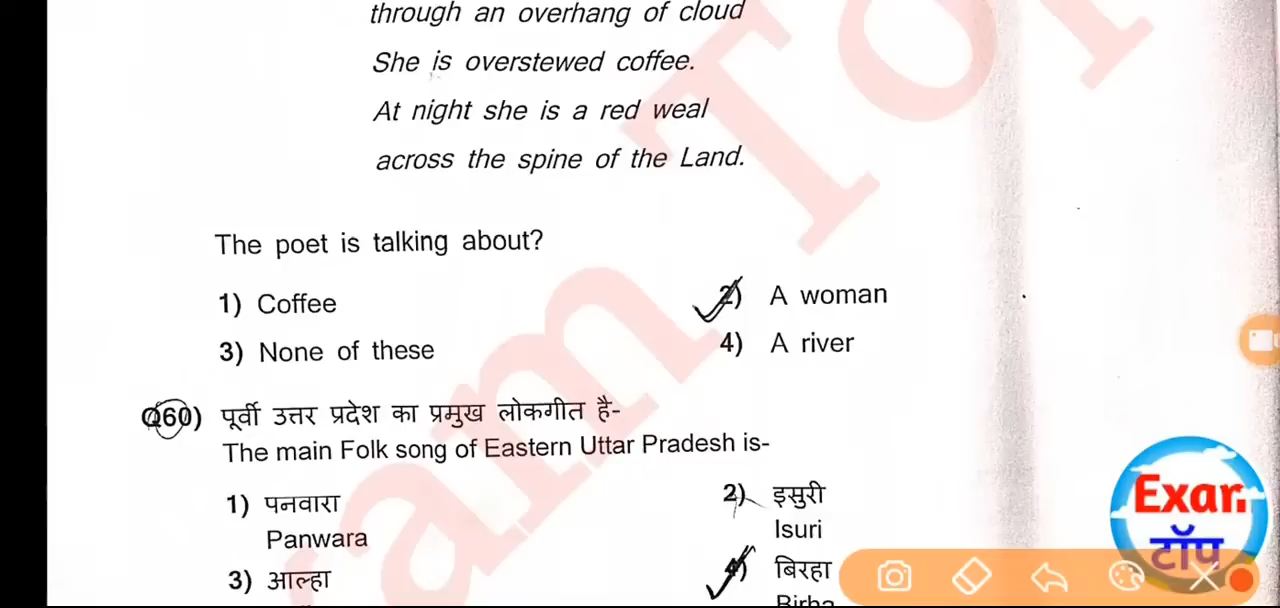 through an overhang of cloud
She is overstewed coffee.
At night she is a red weal
across the spine of the Land.
The poet is talking about?
1) Coffee
2) A woman
3) None of these
4) A river
Q60) पूर्वी उत्तर प्रदेश का प्रमुख लोकगीत है-
The main Folk song of Eastern Uttar Pradesh is-
1) पनवारा
Panwara
2) इसुरी
Isuri
3) आल्हा
4) बिरहा
Birha
Exam
टॉप
am Top